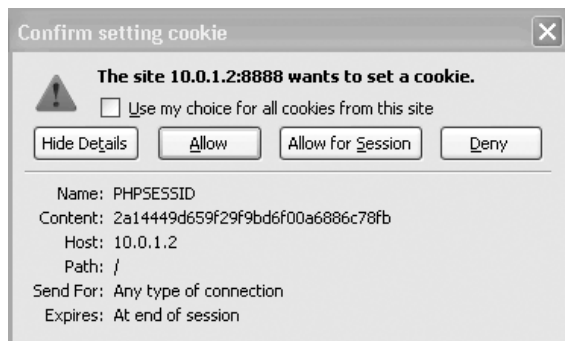 Confirm setting cookie
The site 10.0.1.2:8888 wants to set a cookie.
Use my choice for all cookies from this site
Hide Details Allow Allow for Session Deny
Name: PHPSESSID
Content: 2a14449d659f29f9bd6f00a6886c78fb
Host: 10.0.1.2
Path: /
Send For: Any type of connection
Expires: At end of session